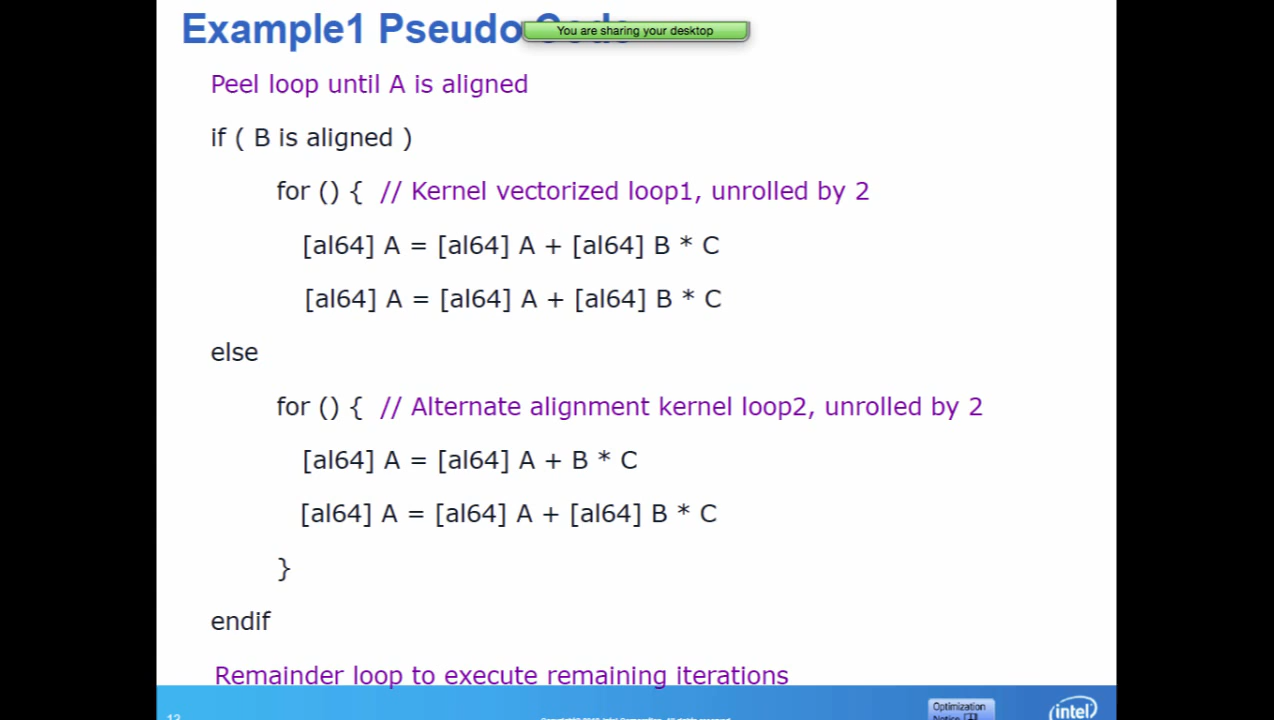 Example1 Pseudo Code
You are sharing your desktop
Peel loop until A is aligned
if ( B is aligned )
for () { // Kernel vectorized loop1, unrolled by 2
[al64] A = [al64] A + [al64] B * C
[al64] A = [al64] A + [al64] B * C
else
for () { // Alternate alignment kernel loop2, unrolled by 2
[al64] A = [al64] A + B * C
[al64] A = [al64] A + [al64] B * C
}
endif
Remainder loop to execute remaining iterations
Optimization
Notice
intel